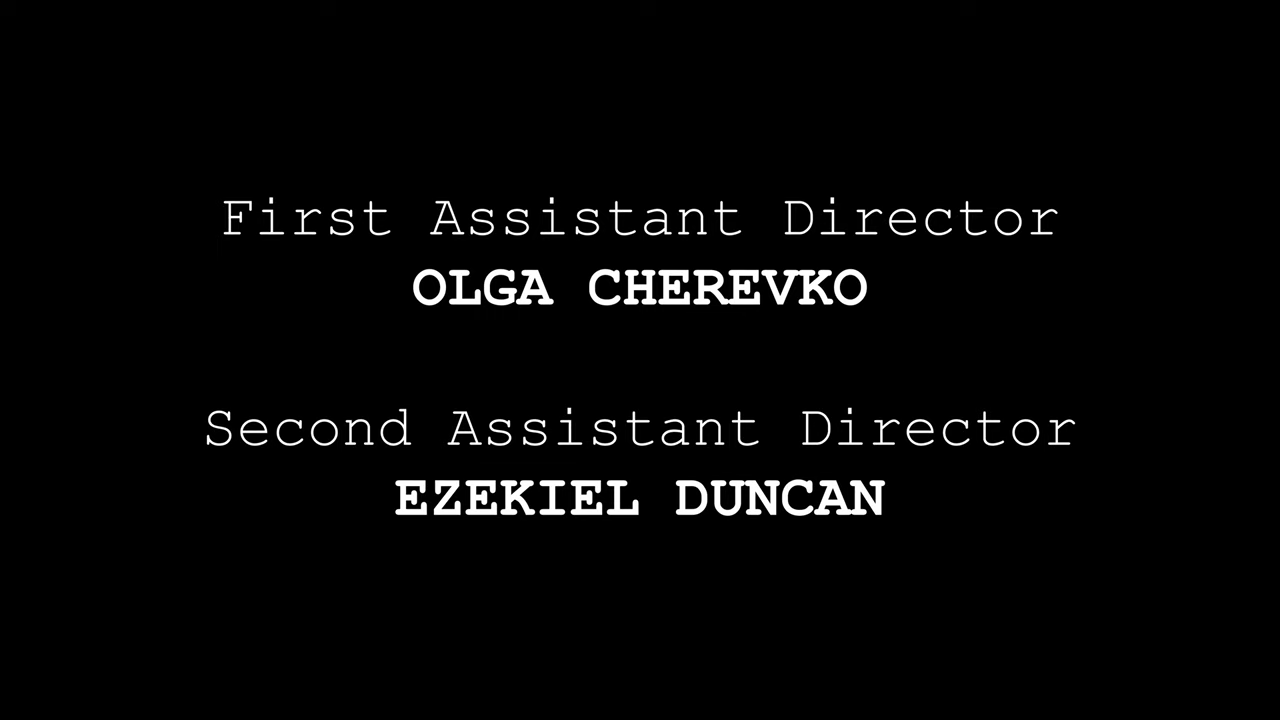 First Assistant Director
OLGA CHEREVKO
Second Assistant Director
EZEKIEL DUNCAN